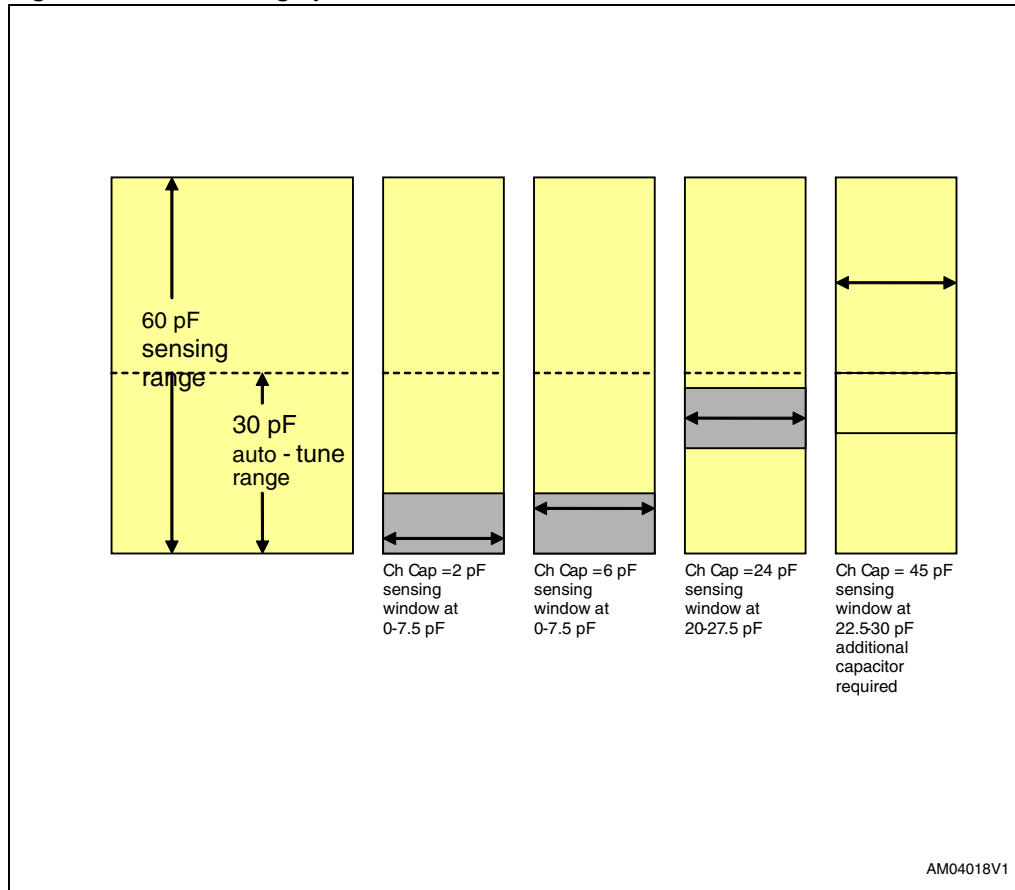 60 pF
sensing
range
30 pF
auto - tune
range
Ch Cap =2 pF
sensing
window at
0-7.5 pF
Ch Cap =6 pF
sensing
window at
0-7.5 pF
Ch Cap =24 pF
sensing
window at
20-27.5 pF
Ch Cap = 45 pF
sensing
window at
22.5-30 pF
additional
capacitor
required
AM04018V1